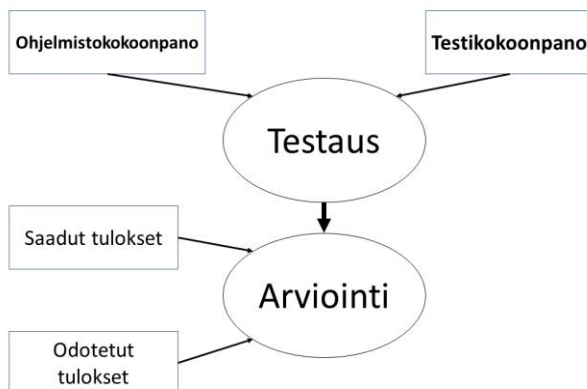 Ohjelmistokokoonpano
Testikokoonpano
Testaus
Saadut tulokset
Arviointi
Odotetut
tulokset